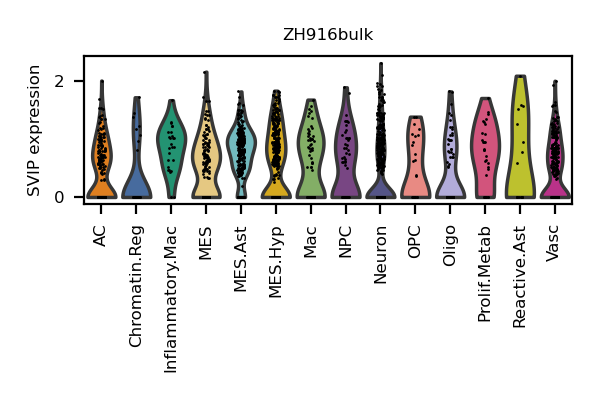 ZH916bulk
SVIP expression
2
0
AC
Chromatin.Reg
Inflammatory.Mac
MES
MES.Ast
MES.Hyp
Mac
NPC
Neuron
OPC
Oligo
Prolif.Metab
Reactive.Ast
Vasc